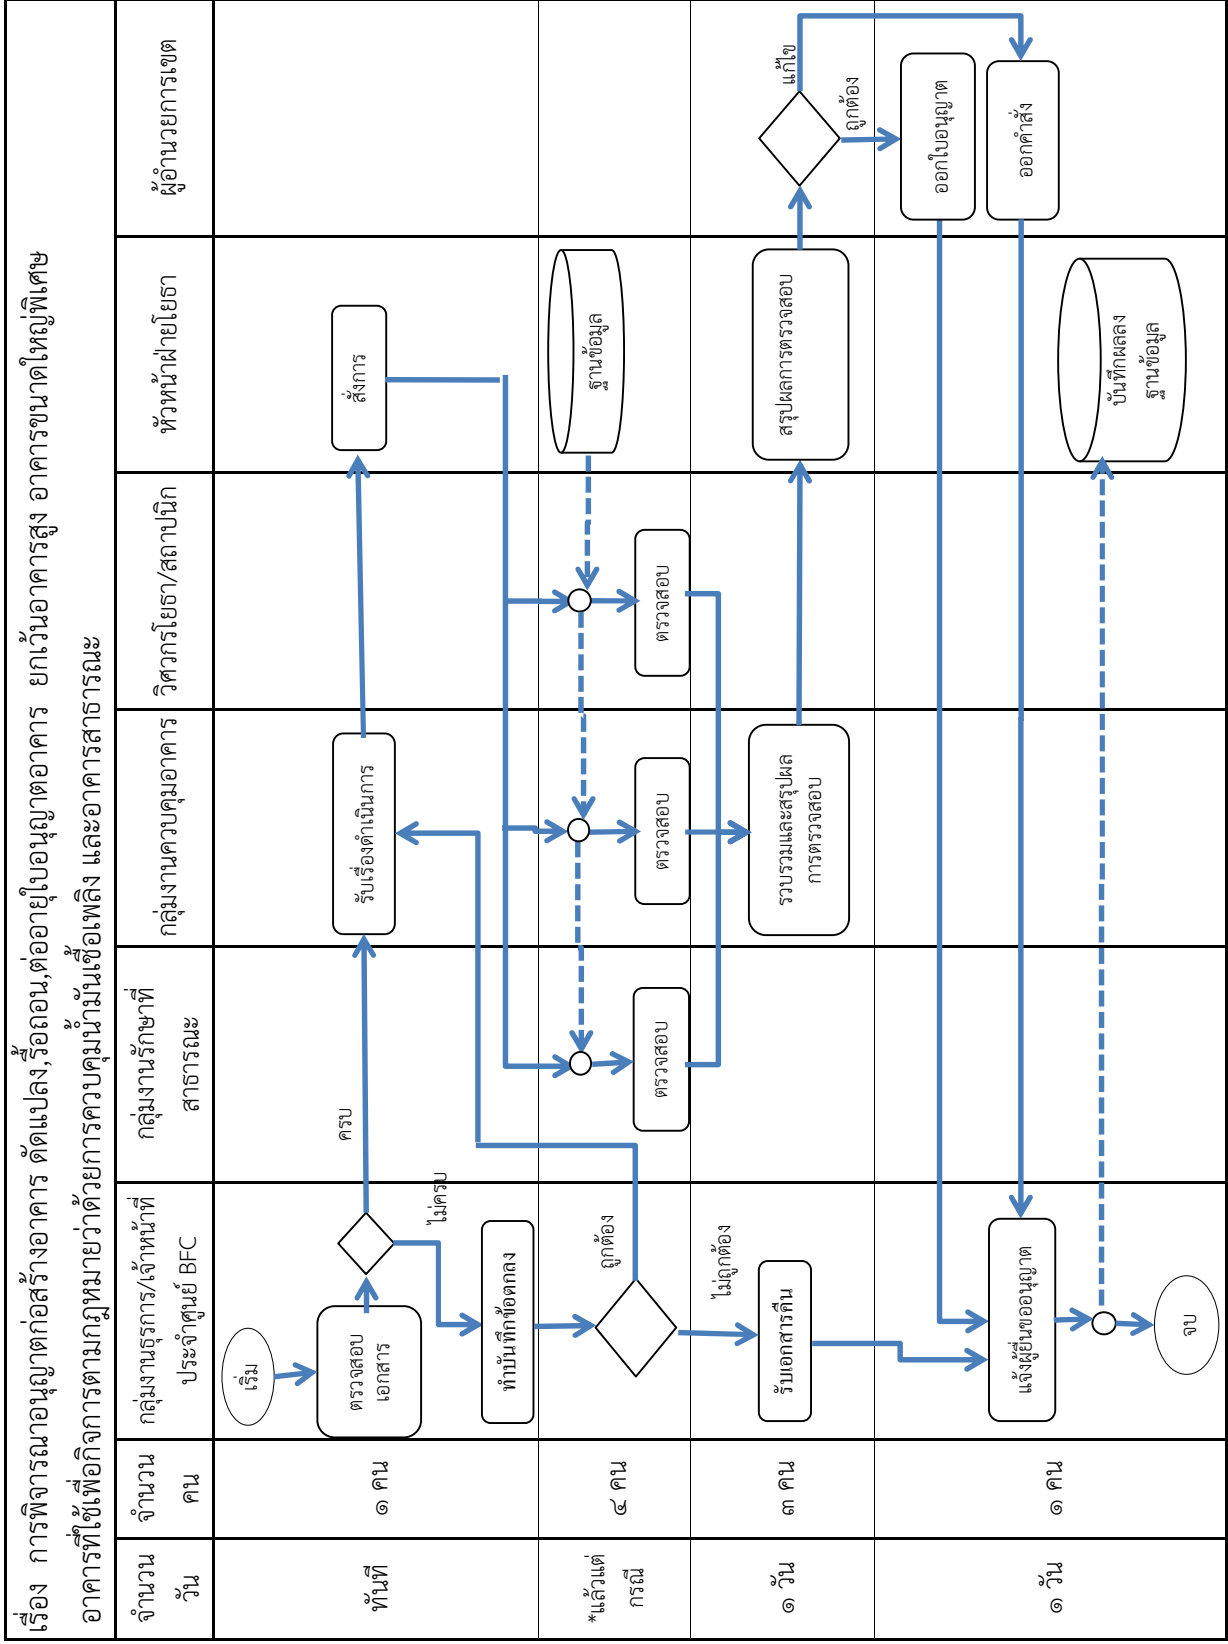 เรื่อง การพิจารณาอนุญาตก่อสร้างอาคาร ดัดแปลง,รื้อถอน,ต่ออายุใบอนุญาตอาคาร ยกเว้นอาคารสูง อาคารขนาดใหญ่พิเศษ
อาคารที่ใช้เพื่อกิจการตามกฎหมายว่าด้วยการควบคุมน้ำมันเชื้อเพลิง และอาคารสาธารณะ
จำนวน
วัน
จำนวน
คน
กลุ่มงานธุรการ/เจ้าหน้าที่
ประจำศูนย์ BFC
กลุ่มงานรักษาที่
สาธารณะ
กลุ่มงานควบคุมอาคาร
วิศวกรโยธา/สถาปนิก
หัวหน้าฝ่ายโยธา
ผู้อำนวยการเขต
ทันที
๑ คน
เริ่ม
ตรวจสอบ
เอกสาร
ครบ
ไม่ครบ
รับเรื่องดำเนินการ
สั่งการ
ทำบันทึกข้อตกลง
*แล้วแต่
กรณี
๔ คน
ถูกต้อง
ตรวจสอบ
ตรวจสอบ
ตรวจสอบ
ฐานข้อมูล
๑ วัน
๓ คน
ไม่ถูกต้อง
รับเอกสารคืน
รวบรวมและสรุปผล
การตรวจสอบ
สรุปผลการตรวจสอบ
แก้ไข
ถูกต้อง
๑ วัน
๑ คน
แจ้งผู้ยื่นขออนุญาต
ออกใบอนุญาต
ออกคำสั่ง
บันทึกผลลง
ฐานข้อมูล
จบ